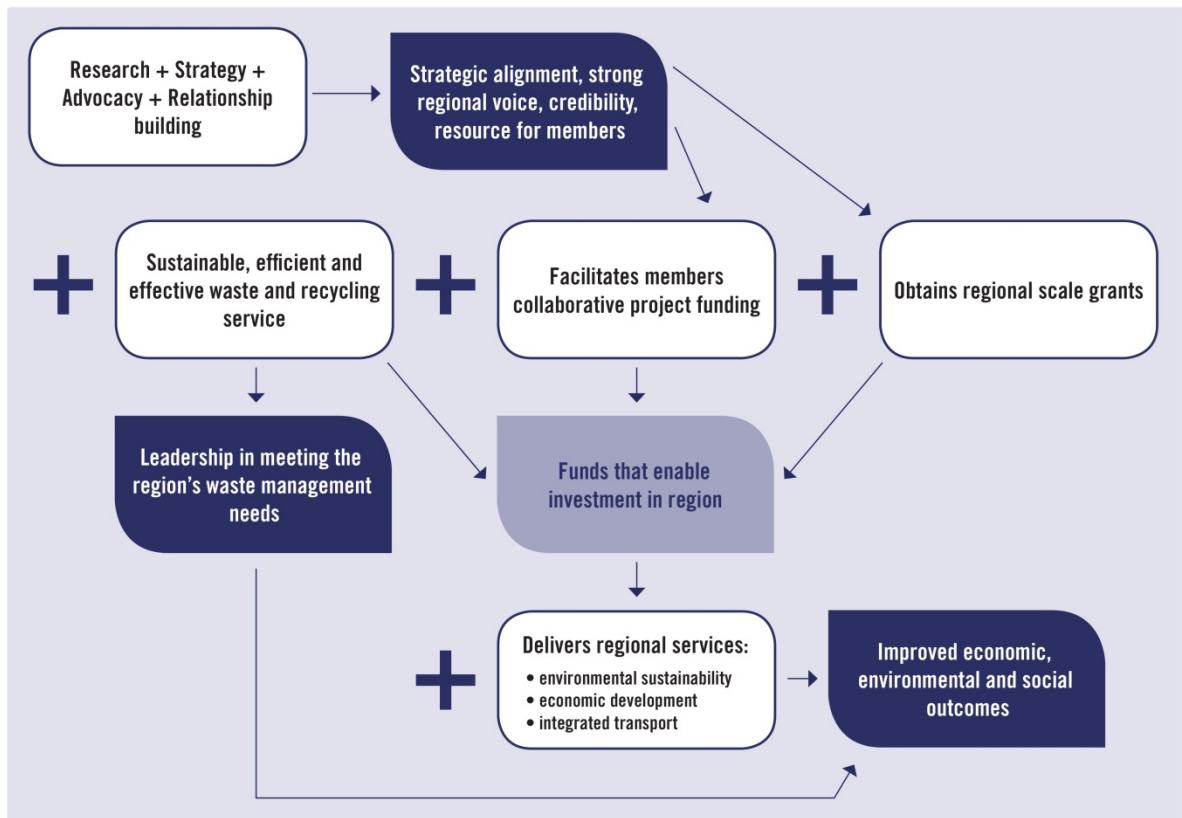 Research + Strategy +
Advocacy + Relationship
building
Strategic alignment, strong
regional voice, credibility,
resource for members
+
Sustainable, efficient and
effective waste and recycling
service
+
Facilitates members
collaborative project funding
+
Obtains regional scale grants
Leadership in meeting the
region's waste management
needs
Funds that enable
investment in region
+
Delivers regional services:
• environmental sustainability
• economic development
• integrated transport
Improved economic,
environmental and social
outcomes